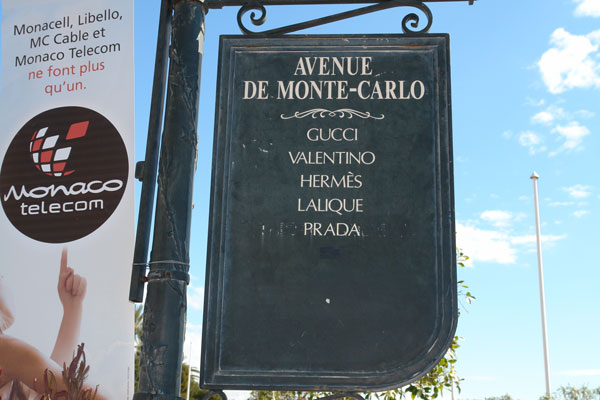 Monacell, Libello,
MC Cable et
Monaco Telecom
ne font plus
qu'un.
Monaco
telecom
AVENUE
DE MONTE-CARLO
GUCCI
VALENTINO
HERMÈS
LALIQUE
PRADA